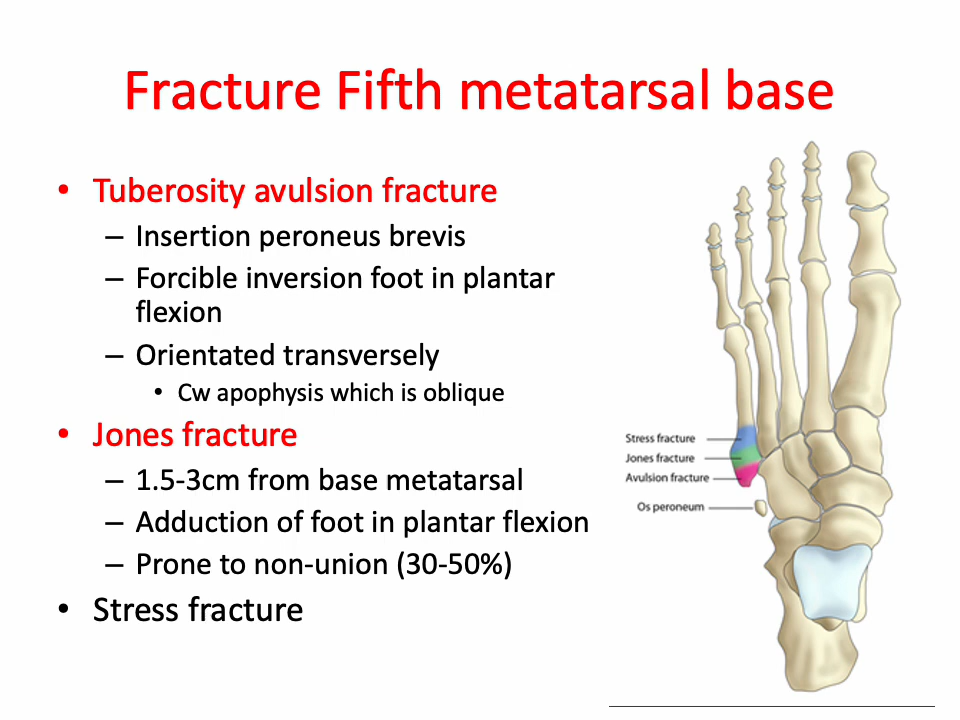 Fracture Fifth metatarsal base
• Tuberosity avulsion fracture
– Insertion peroneus brevis
– Forcible inversion foot in plantar
flexion
– Orientated transversely
• Cw apophysis which is oblique
• Jones fracture
– 1.5-3cm from base metatarsal
– Adduction of foot in plantar flexion
– Prone to non-union (30-50%)
• Stress fracture
Stress fracture
Jones fracture
Avulsion fracture
Os peroneum